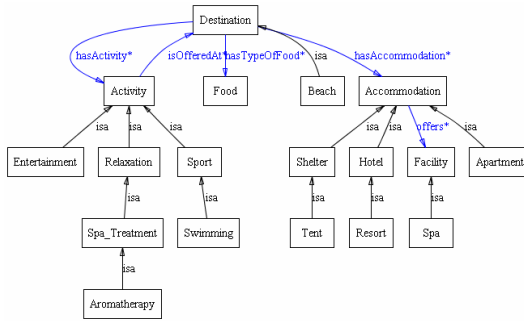 Destination
hasActivity* isOfferedAt* hasTypeOfFood* isa hasAccommodation*
Activity Food Beach Accommodation
isa isa isa isa isa offers* isa
Entertainment Relaxation Sport Shelter Hotel Facility Apartment
isa isa isa isa isa
Spa_Treatment Swimming Tent Resort Spa
isa
Aromatherapy